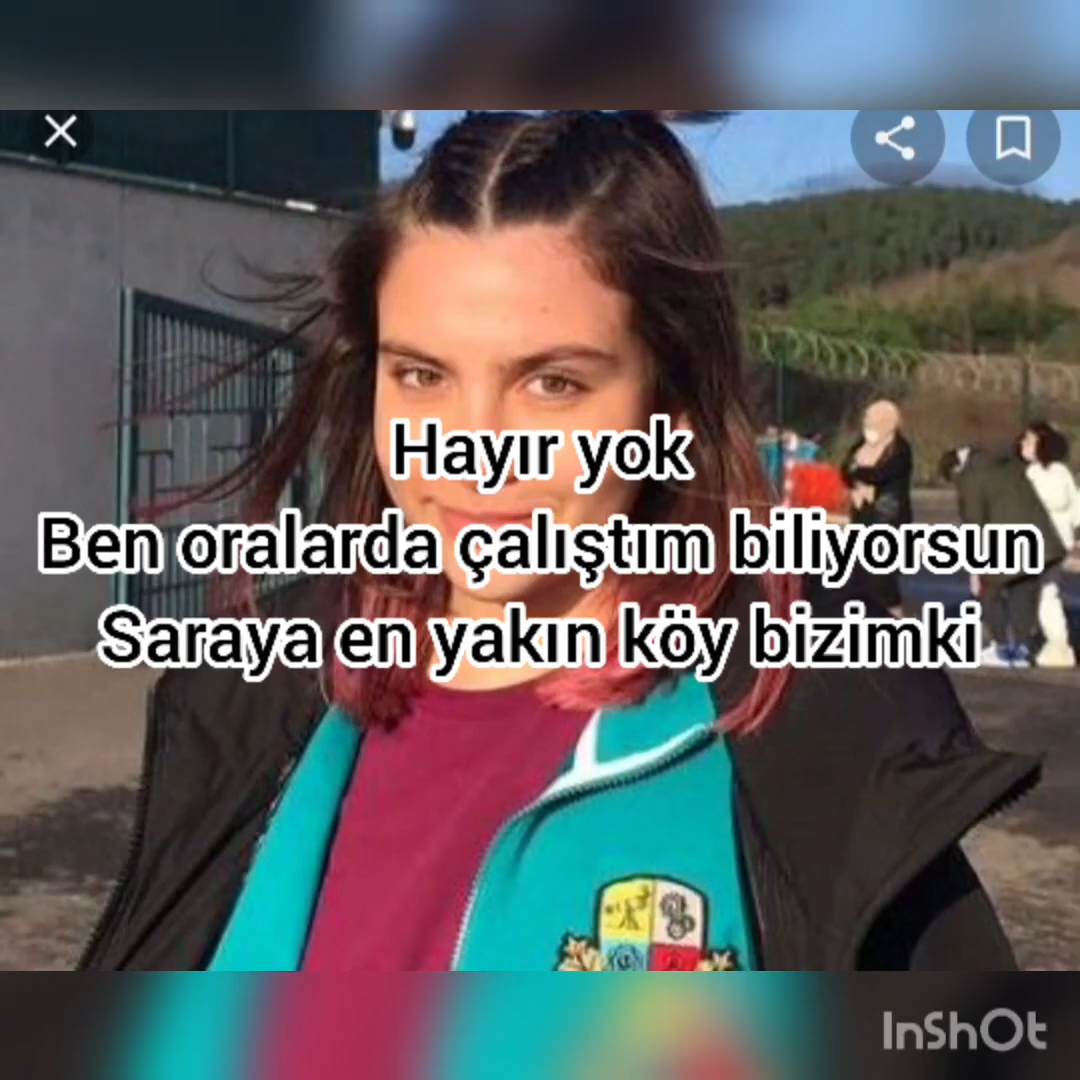 Hayır yok
Ben oralarda çalıştım biliyorsun
Saraya en yakın köy bizimki
InShOt